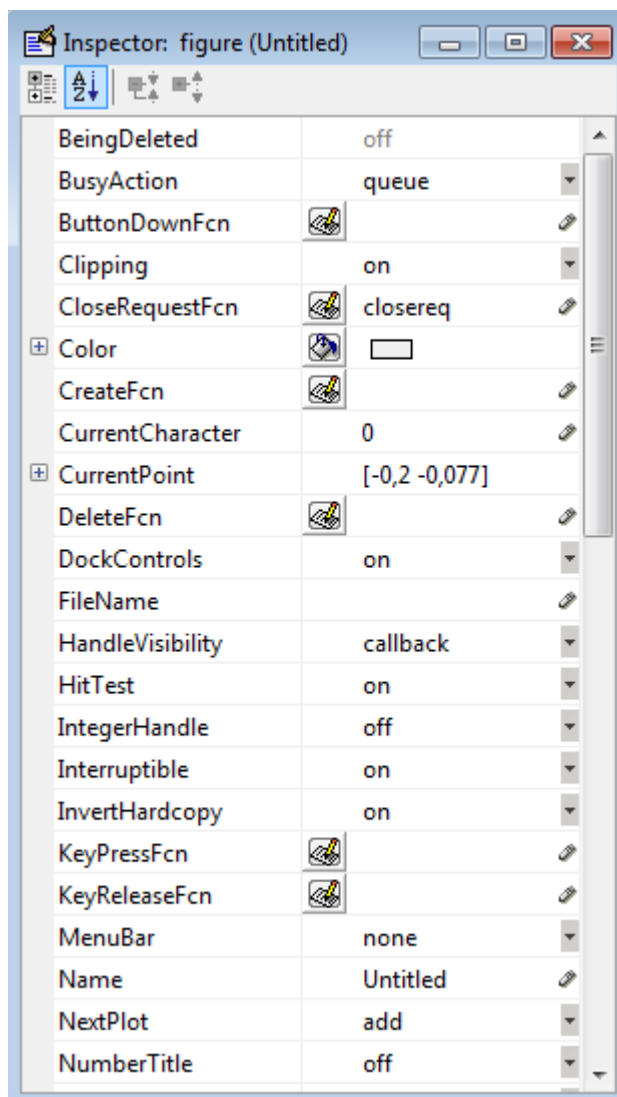 Inspector: figure (Untitled)
BeingDeleted off
BusyAction queue
ButtonDownFcn
Clipping on
CloseRequestFcn closereq
Color
CreateFcn
CurrentCharacter 0
CurrentPoint [-0,2 -0,077]
DeleteFcn
DockControls on
FileName
HandleVisibility callback
HitTest on
IntegerHandle off
Interruptible on
InvertHardcopy on
KeyPressFcn
KeyReleaseFcn
MenuBar none
Name Untitled
NextPlot add
NumberTitle off